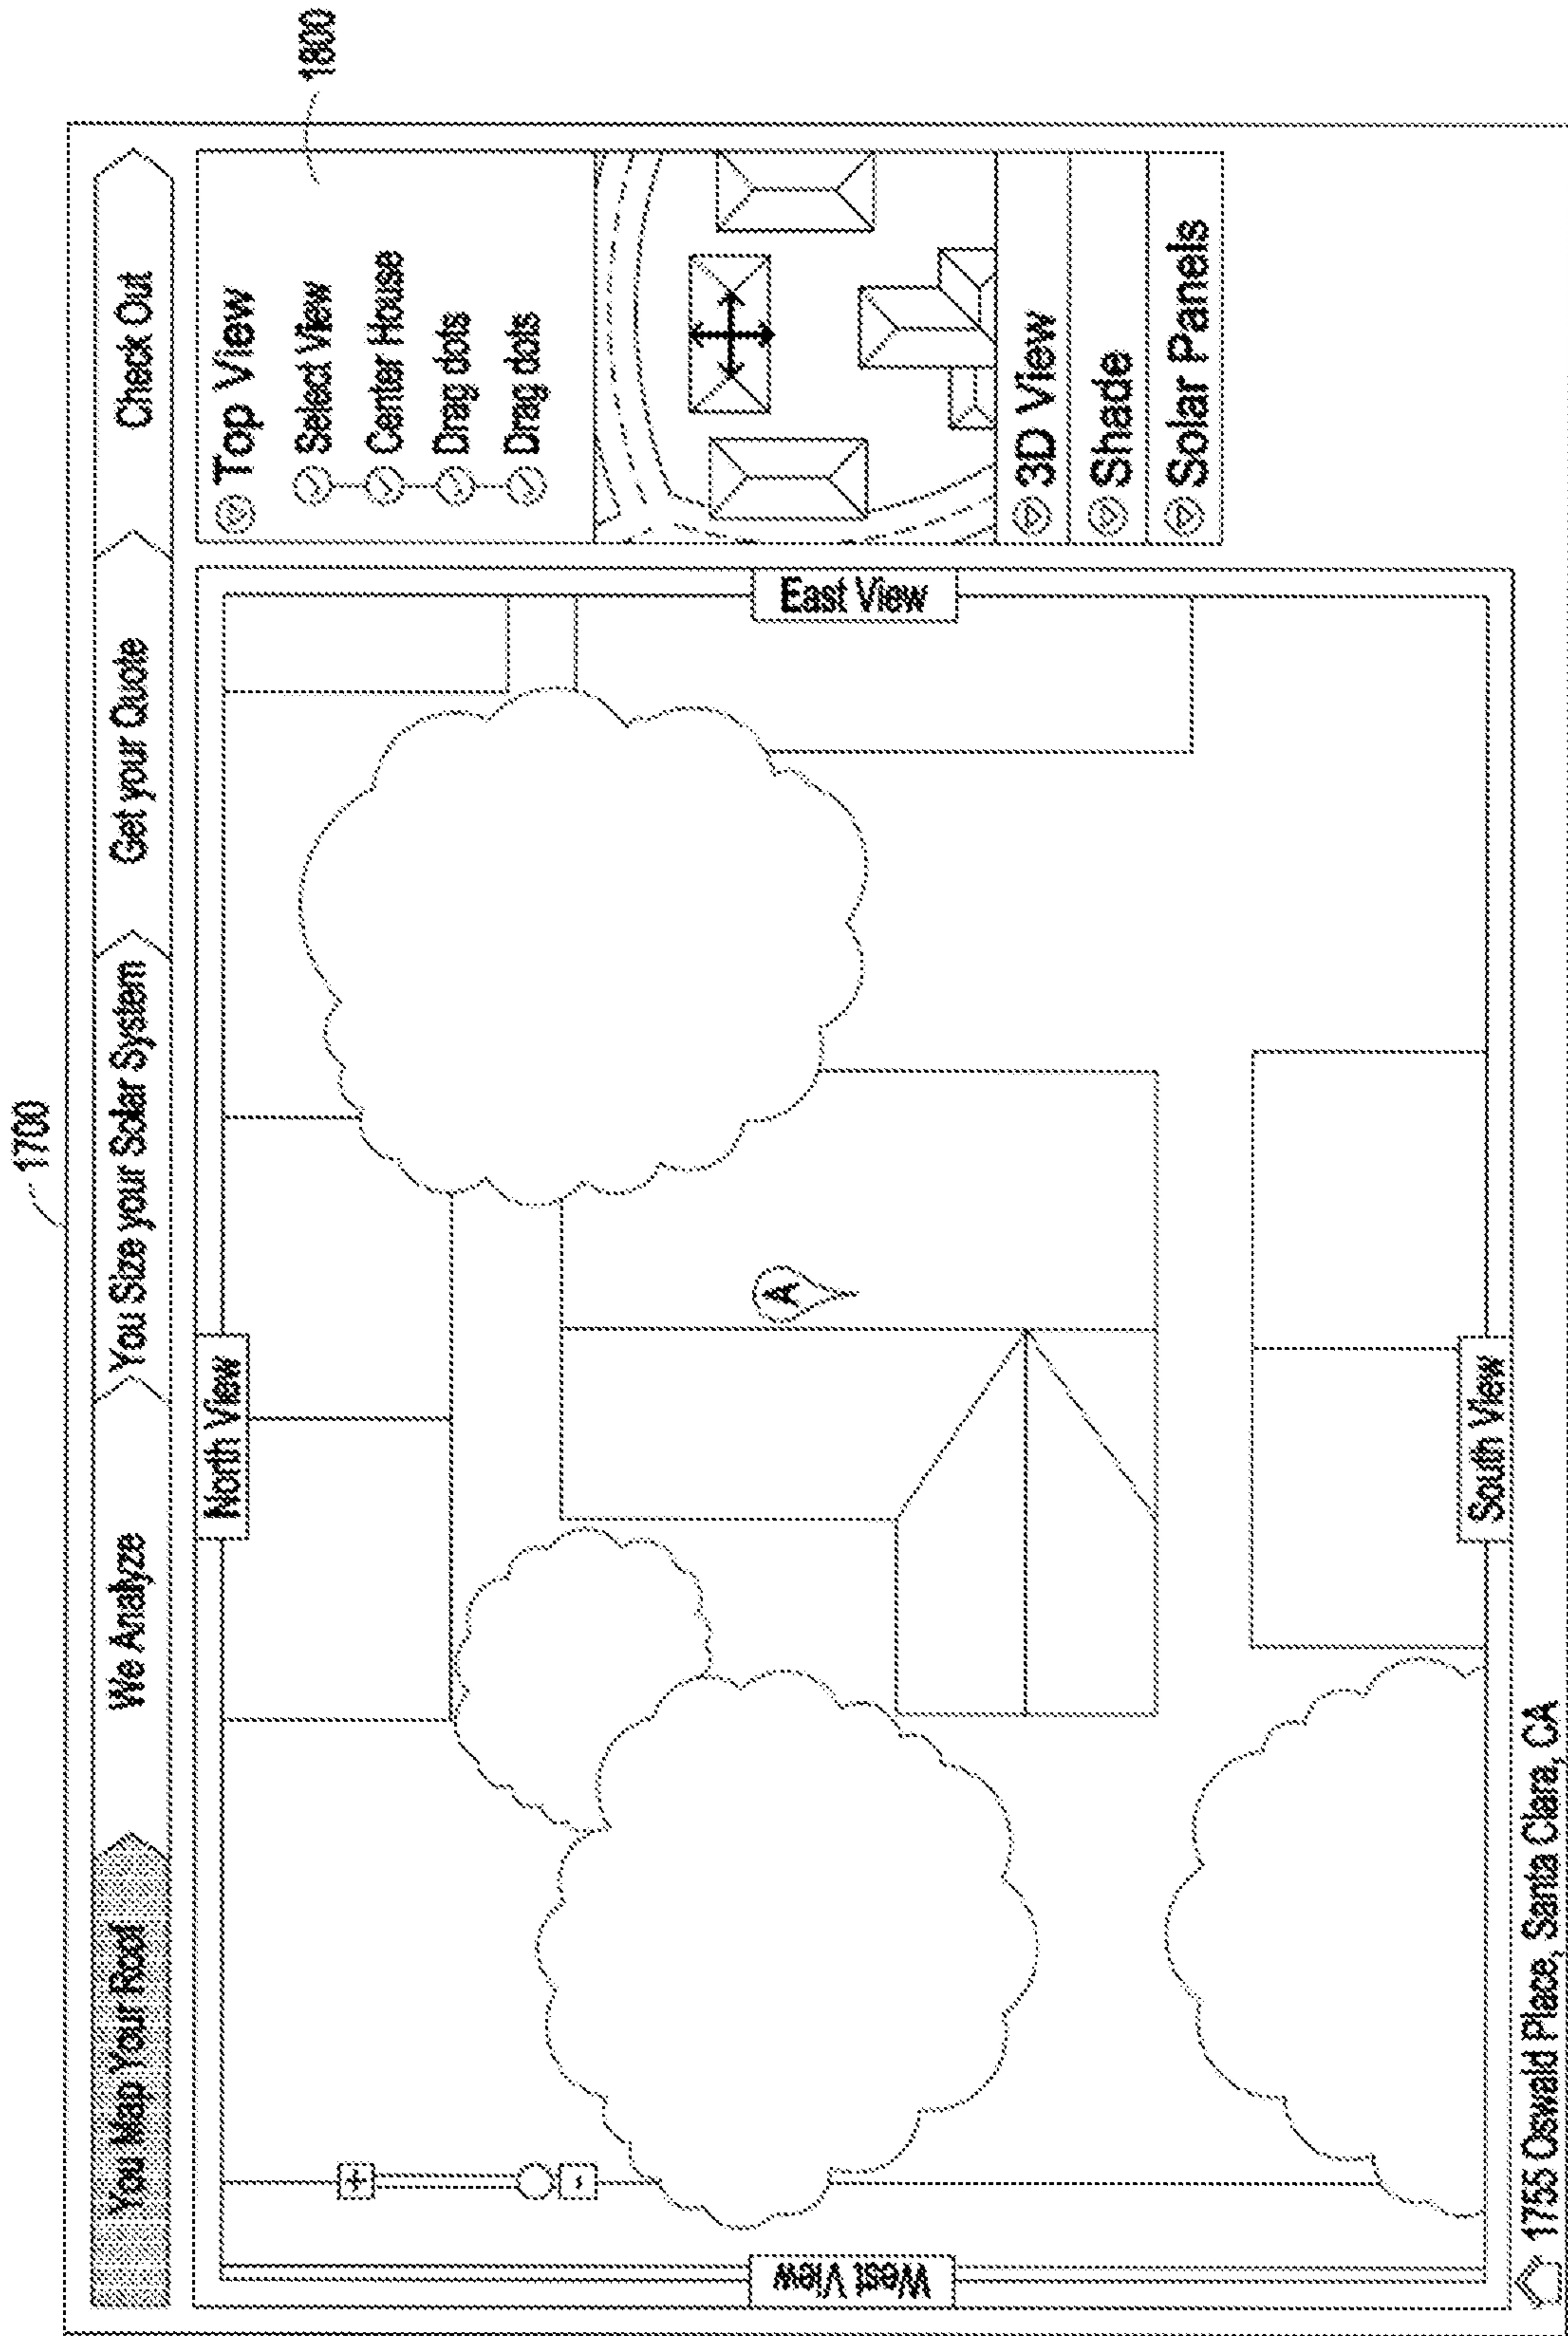 1700
You Map Your Roof
We Analyze
You Size your Solar System
Get your Quote
Check Out
North View
West View
East View
South View
A
+
-
1800
Top View
Select View
Center House
Drag dots
Drag dots
3D View
Shade
Solar Panels
1755 Oswald Place, Santa Clara, CA